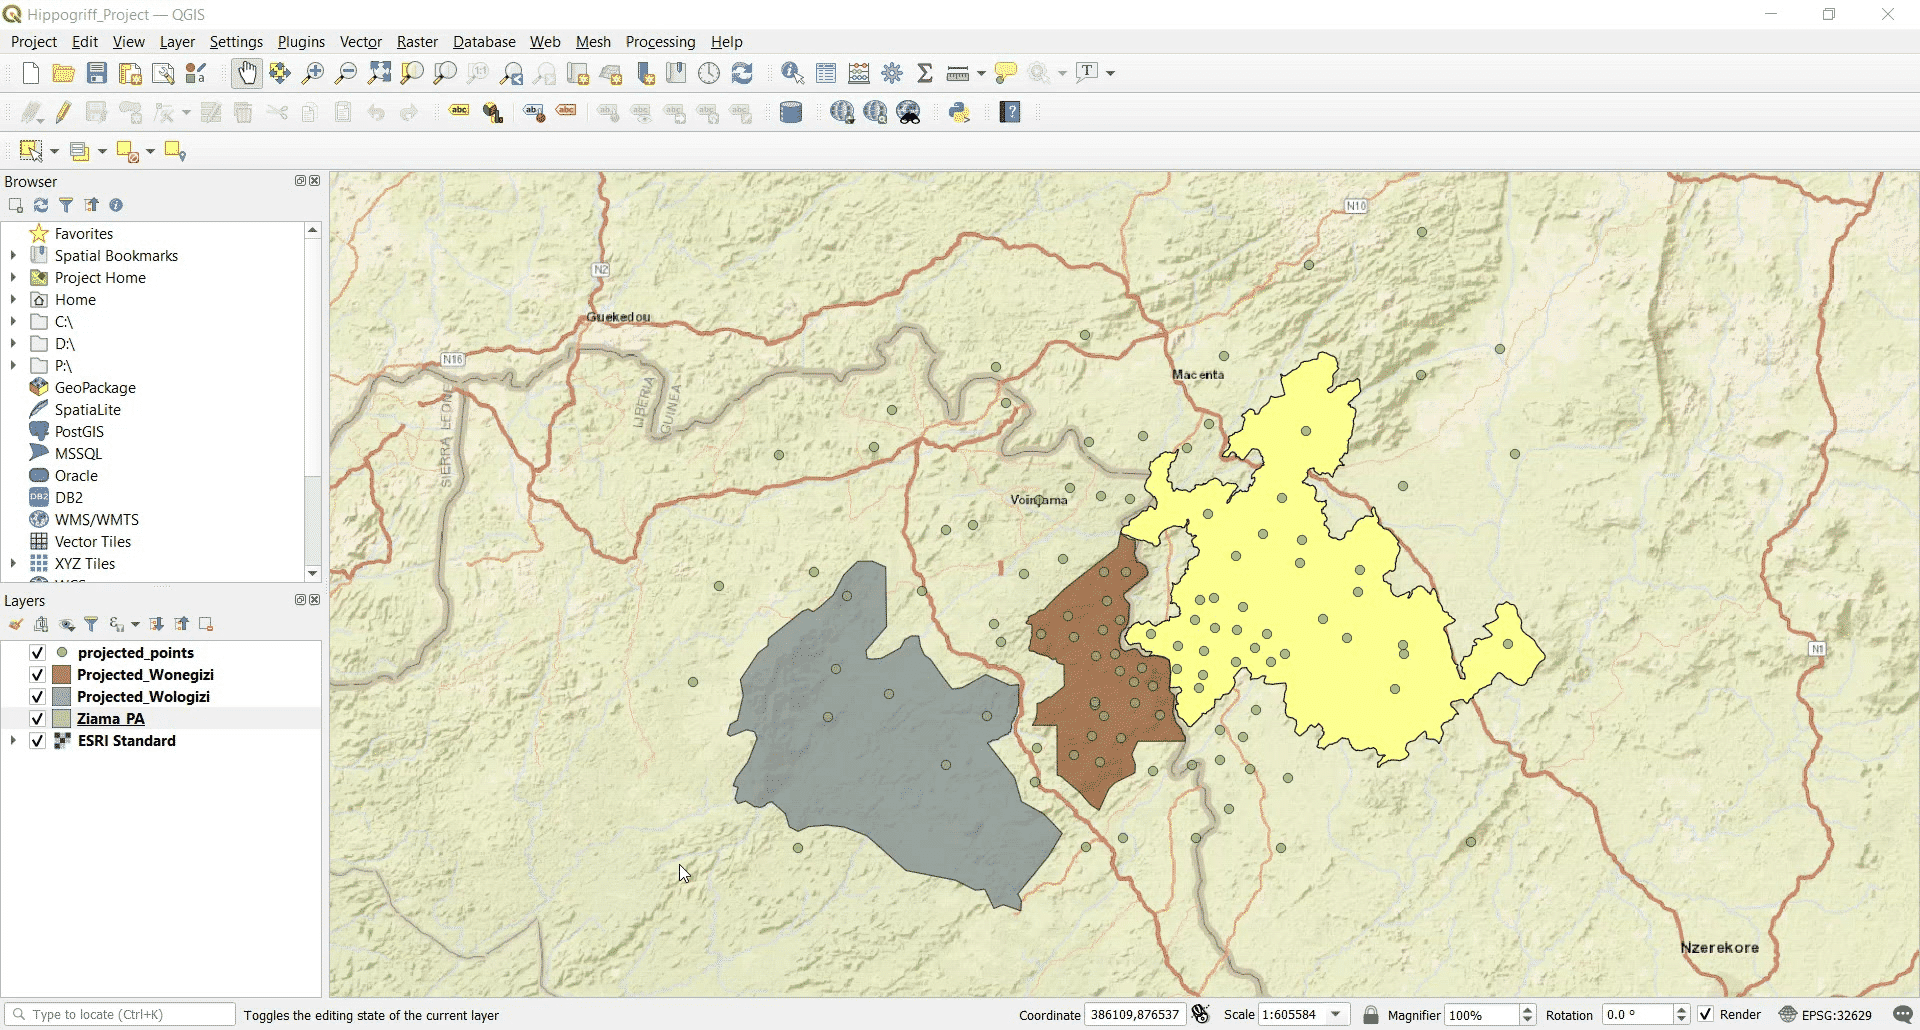 Hippogriff_Project — QGIS
Project Edit View Layer Settings Plugins Vector Raster Database Web Mesh Processing Help
Browser
Favorites
Spatial Bookmarks
Project Home
Home
C:\
D:\
P:\
GeoPackage
SpatiaLite
PostGIS
MSSQL
Oracle
DB2
WMS/WMTS
Vector Tiles
XYZ Tiles
Layers
projected_points
Projected_Wonegizi
Projected_Wologizi
Ziama_PA
ESRI Standard
N10
N2
Guekedou
N16
LIBERIA
GUINEA
SIERRA LEONE
Macenta
Voinjama
N1
Nzerekore
Type to locate (Ctrl+K) Toggles the editing state of the current layer Coordinate 386109,876537 Scale 1:605584 Magnifier 100% Rotation 0.0 ° Render EPSG:32629